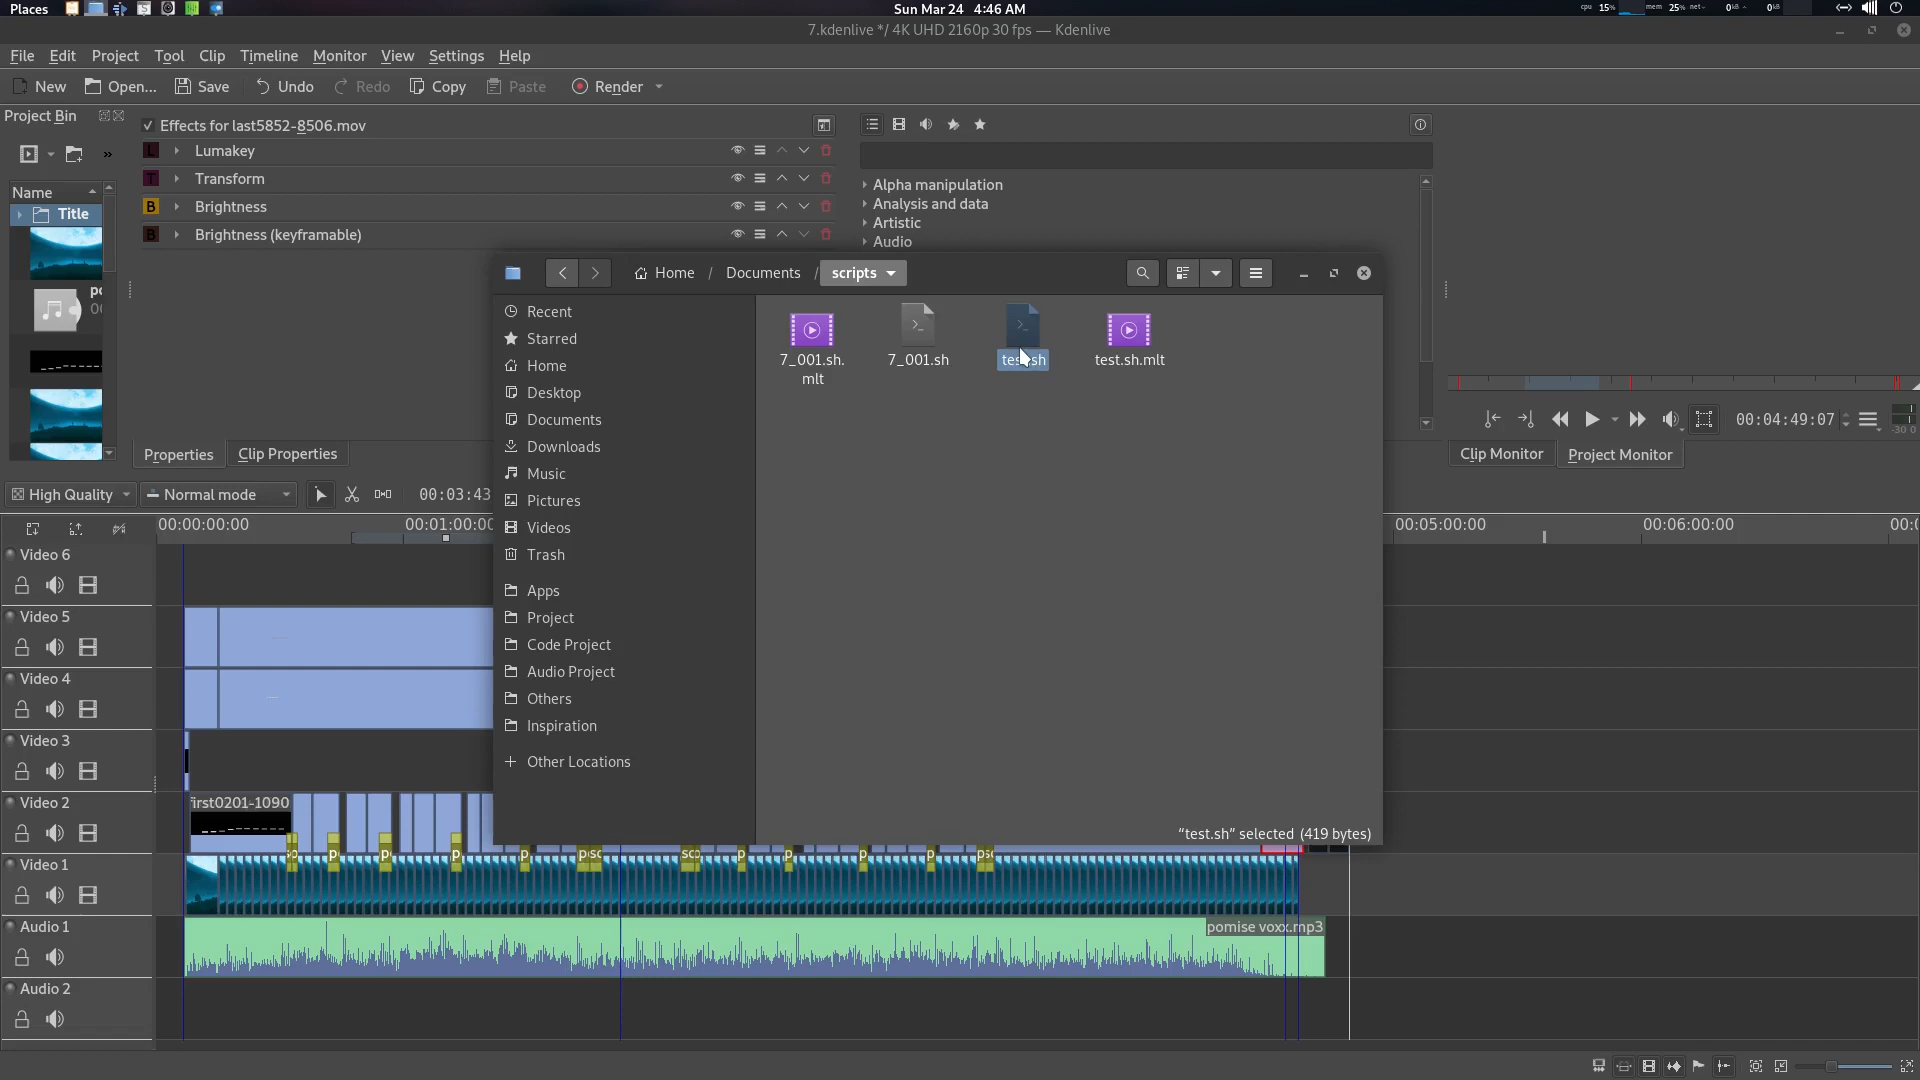 Places
Sun Mar 24 4:46 AM
cpu 15% mem 25% net 0kB 0kB
7.kdenlive */ 4K UHD 2160p 30 fps — Kdenlive
File Edit Project Tool Clip Timeline Monitor View Settings Help
New Open... Save Undo Redo Copy Paste Render
Project Bin
Effects for last5852-8506.mov
L Lumakey
T Transform
B Brightness
B Brightness (keyframable)
Name
Title
Alpha manipulation
Analysis and data
Artistic
Audio
Home / Documents / scripts
Recent
Starred
Home
Desktop
Documents
Downloads
Music
Pictures
Videos
Trash
Apps
Project
Code Project
Audio Project
Others
Inspiration
Other Locations
7_001.sh.
mlt
7_001.sh
test.sh
test.sh.mlt
"test.sh" selected (419 bytes)
Properties Clip Properties
00:04:49:07
-30 0
Clip Monitor Project Monitor
High Quality Normal mode 00:03:43
00:00:00:00 00:01:00:00 00:05:00:00 00:06:00:00 00:
Video 6
Video 5
Video 4
Video 3
Video 2
first0201-1090
Video 1
Audio 1
pomise voxx.mp3
Audio 2